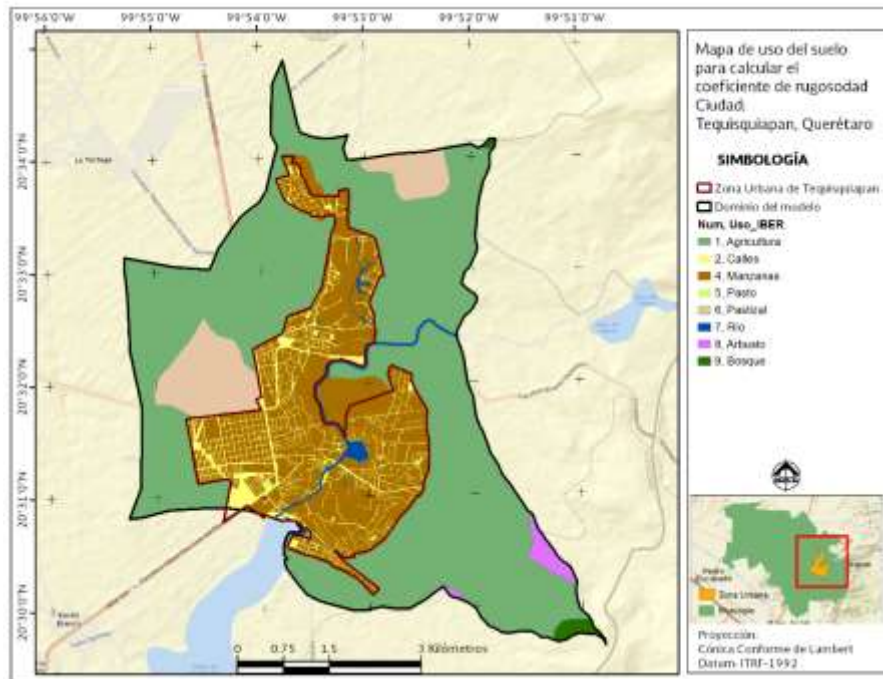 99°56'0"W 99°55'0"W 99°54'0"W 99°53'0"W 99°52'0"W 99°51'0"W
20°34'0"N
20°33'0"N
20°32'0"N
20°31'0"N
20°30'0"N
La Tortuga
0 0.75 1.5 3 Kilómetros
Mapa de uso del suelo
para calcular el
coeficiente de rugosodad
Ciudad:
Tequisquiapan, Querétaro
SIMBOLOGÍA
Zona Urbana de Tequisquiapan
Dominio del modelo
Num, Uso_IBER
1, Agricultura
2, Calles
4, Manzanas
5, Pasto
6, Pastizal
7, Río
8, Arbusto
9, Bosque
Zona Urbana
Municipio
Proyección:
Cónica Conforme de Lambert
Datum: ITRF-1992